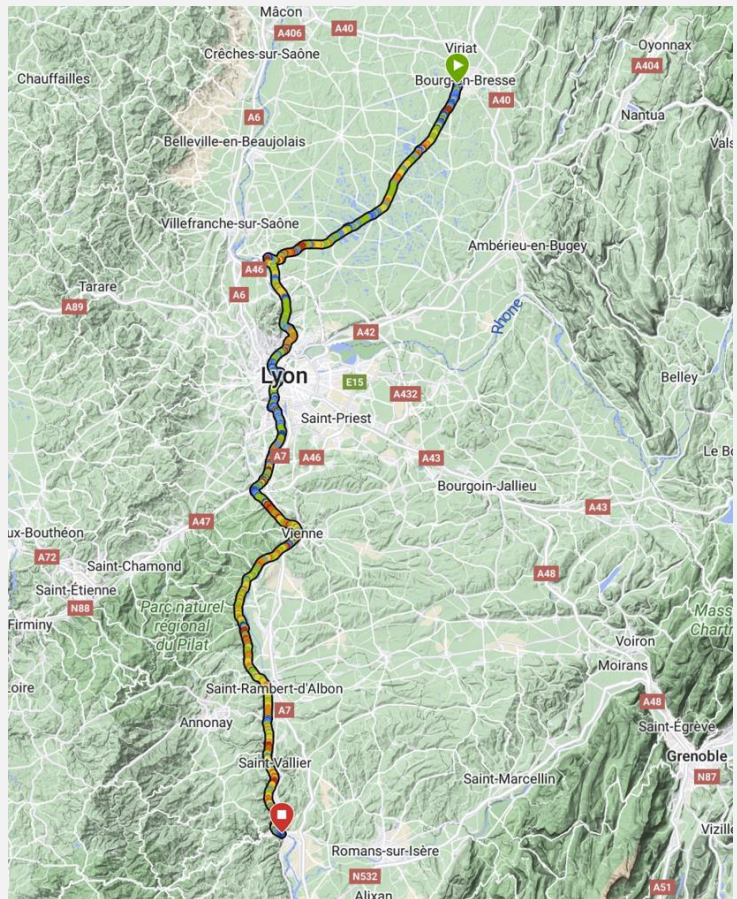 Mâcon
A406
A40
Crêches-sur-Saône
Viriat
Oyonnax
A404
Chauffailles
Bourg-en-Bresse
A40
A6
Nantua
Belleville-en-Beaujolais
Vals
Villefranche-sur-Saône
Ambérieu-en-Bugey
A46
Tarare
A6
A89
Rhone
A42
Lyon
E15
A432
Belley
Saint-Priest
A7
A46
A43
Le Bo
Bourgoin-Jallieu
A47
A43
ux-Bouthéon
Vienne
A72
Saint-Chamond
A48
Saint-Étienne
N88
Parc naturel
régional
du Pilat
Mass
Chartr
Firminy
Voiron
Moirans
oire
Saint-Rambert-d'Albon
A48
Annonay
A7
Saint-Égrève
Grenoble
Saint-Vallier
N87
Saint-Marcellin
Vizille
Romans-sur-Isère
N532
A51
Alixan